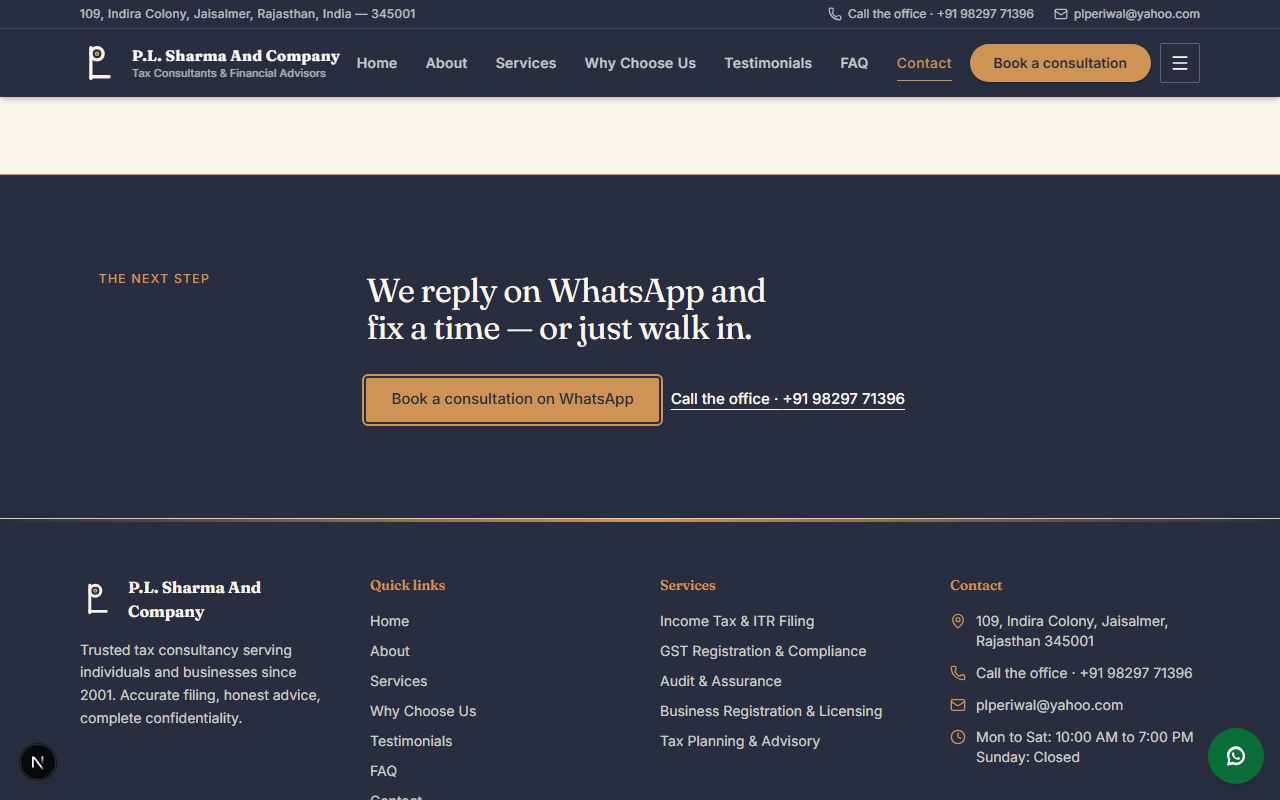 109, Indira Colony, Jaisalmer, Rajasthan, India — 345001
Call the office · +91 98297 71396
plperiwal@yahoo.com
P.L. Sharma And Company
Tax Consultants & Financial Advisors
Home
About
Services
Why Choose Us
Testimonials
FAQ
Contact
Book a consultation
THE NEXT STEP
We reply on WhatsApp and
fix a time — or just walk in.
Book a consultation on WhatsApp
Call the office · +91 98297 71396
P.L. Sharma And
Company
Trusted tax consultancy serving
individuals and businesses since
2001. Accurate filing, honest advice,
complete confidentiality.
Quick links
Home
About
Services
Why Choose Us
Testimonials
FAQ
Contact
Services
Income Tax & ITR Filing
GST Registration & Compliance
Audit & Assurance
Business Registration & Licensing
Tax Planning & Advisory
Contact
109, Indira Colony, Jaisalmer,
Rajasthan 345001
Call the office · +91 98297 71396
plperiwal@yahoo.com
Mon to Sat: 10:00 AM to 7:00 PM
Sunday: Closed
N